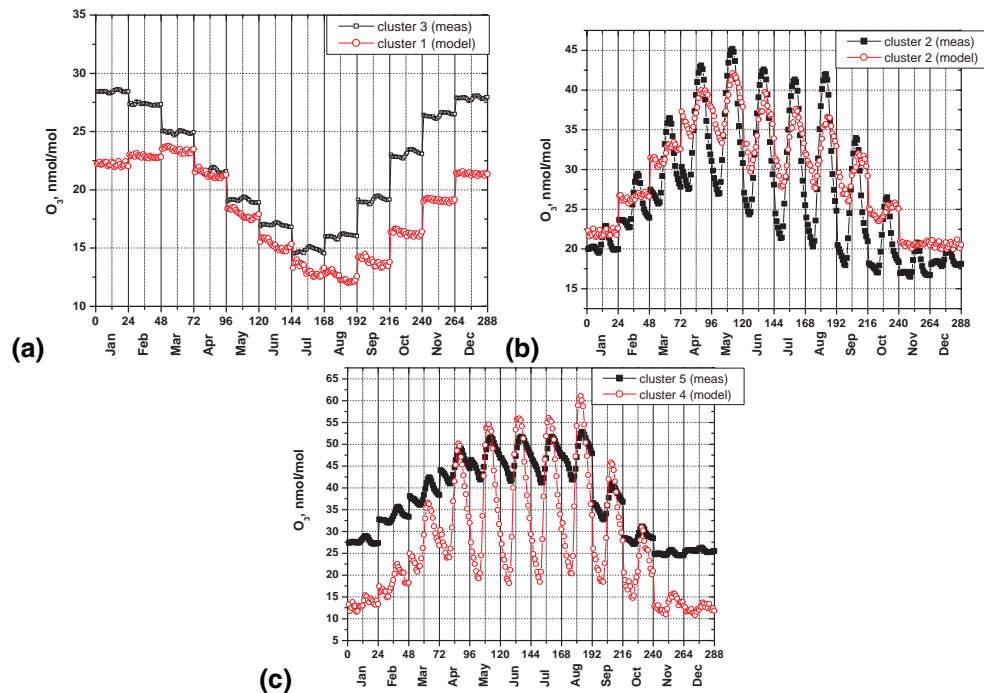 35
30
25
20
15
10
O3, nmol/mol
cluster 3 (meas)
cluster 1 (model)
0 24 48 72 96 120 144 168 192 216 240 264 288
Jan Feb Mar Apr May Jun Jul Aug Sep Oct Nov Dec
(a)
45
40
35
30
25
20
15
O3, nmol/mol
cluster 2 (meas)
cluster 2 (model)
0 24 48 72 96 120 144 168 192 216 240 264 288
Jan Feb Mar Apr May Jun Jul Aug Sep Oct Nov Dec
(b)
65
60
55
50
45
40
35
30
25
20
15
10
5
O3, nmol/mol
cluster 5 (meas)
cluster 4 (model)
0 24 48 72 96 120 144 168 192 216 240 264 288
Jan Feb Mar Apr May Jun Jul Aug Sep Oct Nov Dec
(c)